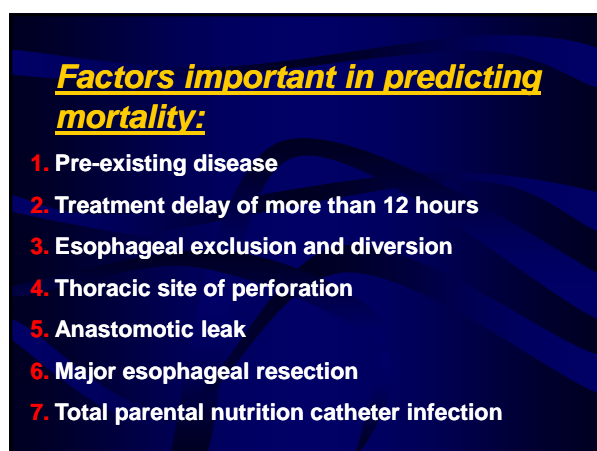 Factors important in predicting
mortality:
1. Pre-existing disease
2. Treatment delay of more than 12 hours
3. Esophageal exclusion and diversion
4. Thoracic site of perforation
5. Anastomotic leak
6. Major esophageal resection
7. Total parental nutrition catheter infection